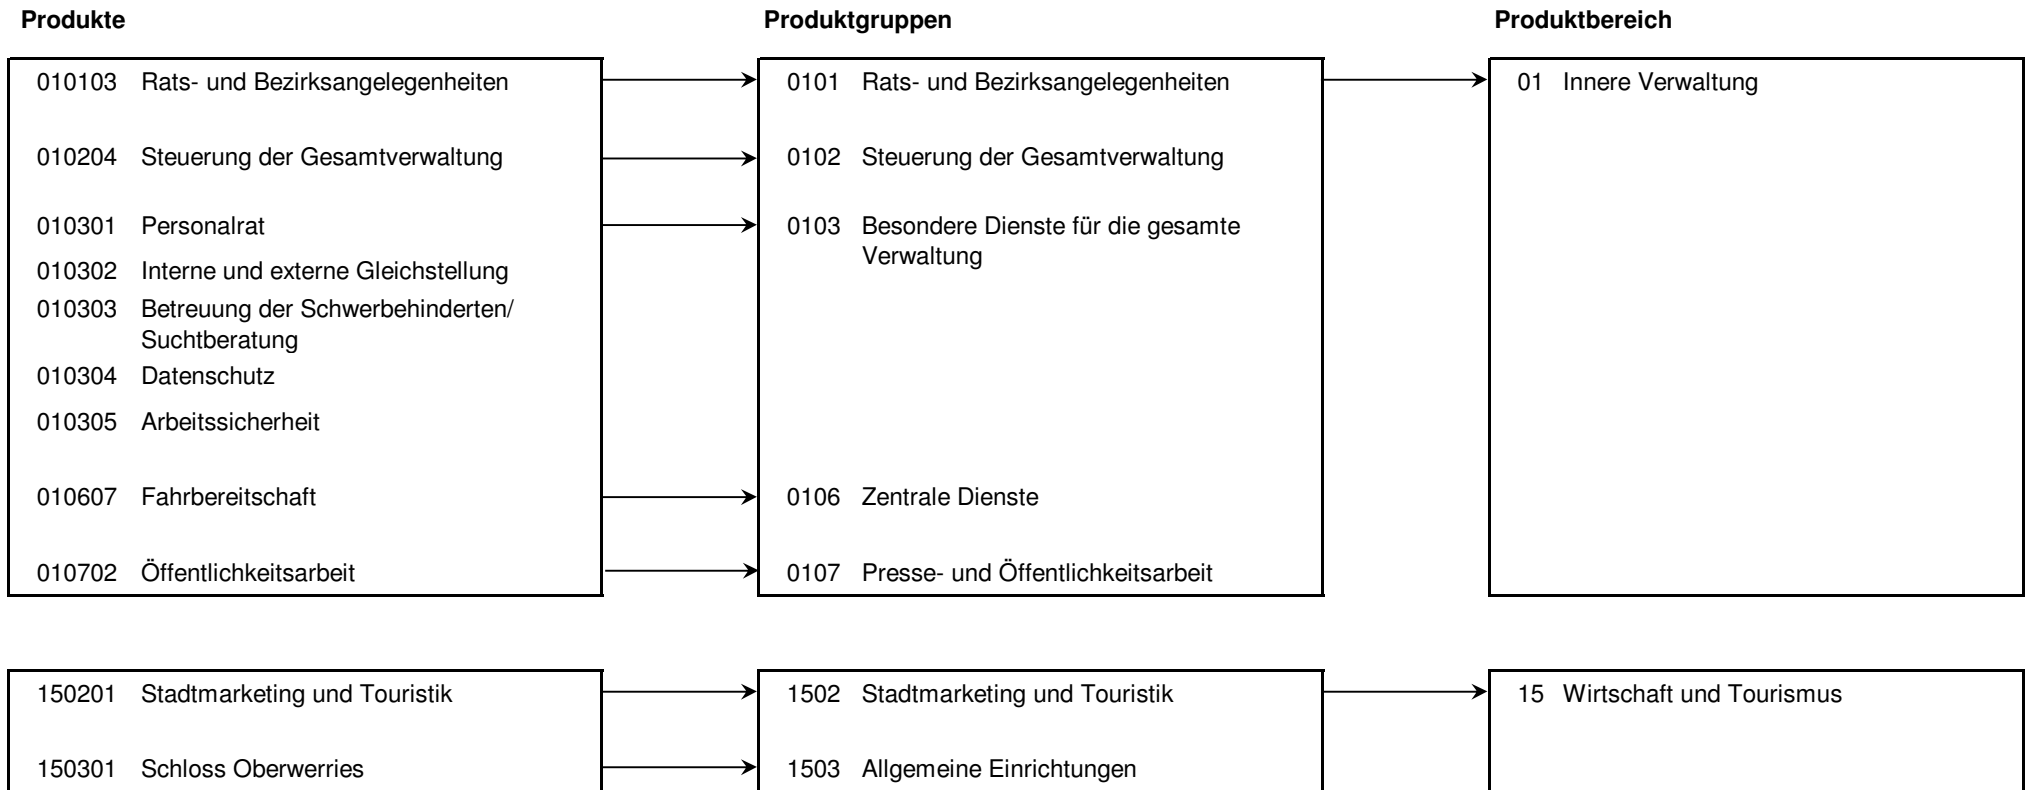 Produkte Produktgruppen Produktbereich
010103 Rats- und Bezirksangelegenheiten 0101 Rats- und Bezirksangelegenheiten 01 Innere Verwaltung
010204 Steuerung der Gesamtverwaltung 0102 Steuerung der Gesamtverwaltung
010301 Personalrat 0103 Besondere Dienste für die gesamte
Verwaltung
010302 Interne und externe Gleichstellung
010303 Betreuung der Schwerbehinderten/
Suchtberatung
010304 Datenschutz
010305 Arbeitssicherheit
010607 Fahrbereitschaft 0106 Zentrale Dienste
010702 Öffentlichkeitsarbeit 0107 Presse- und Öffentlichkeitsarbeit
150201 Stadtmarketing und Touristik 1502 Stadtmarketing und Touristik 15 Wirtschaft und Tourismus
150301 Schloss Oberwerries 1503 Allgemeine Einrichtungen